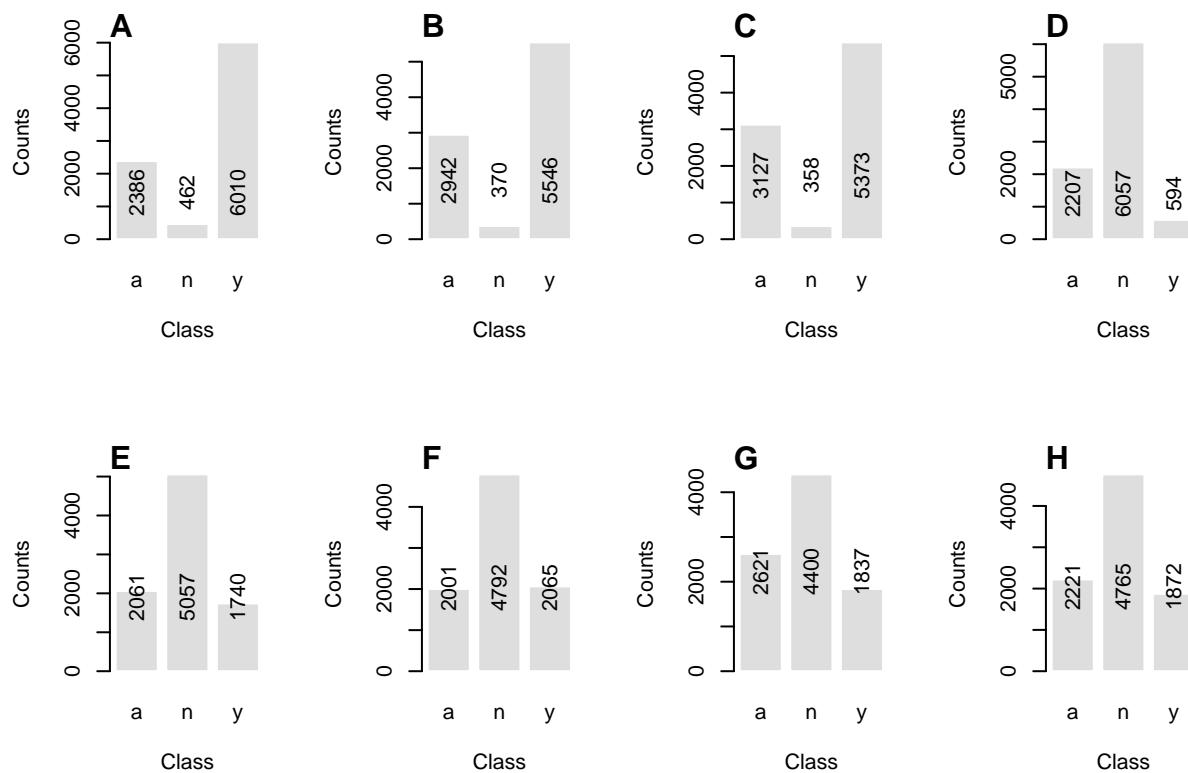 A
Counts
0
2000
4000
6000
2386
462
6010
a n y
Class
B
Counts
0
2000
4000
2942
370
5546
a n y
Class
C
Counts
0
2000
4000
3127
358
5373
a n y
Class
D
Counts
0
2000
5000
2207
6057
594
a n y
Class
E
Counts
0
2000
4000
2061
5057
1740
a n y
Class
F
Counts
0
2000
4000
2001
4792
2065
a n y
Class
G
Counts
0
2000
4000
2621
4400
1837
a n y
Class
H
Counts
0
2000
4000
2221
4765
1872
a n y
Class